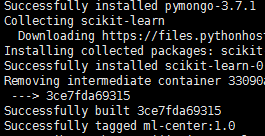 Successfully installed pymongo-3.7.1
Collecting scikit-learn
Downloading https://files.pythonhost
Installing collected packages: scikit
Successfully installed scikit-learn-0
Removing intermediate container 33090a
---> 3ce7fda69315
Successfully built 3ce7fda69315
Successfully tagged ml-center:1.0